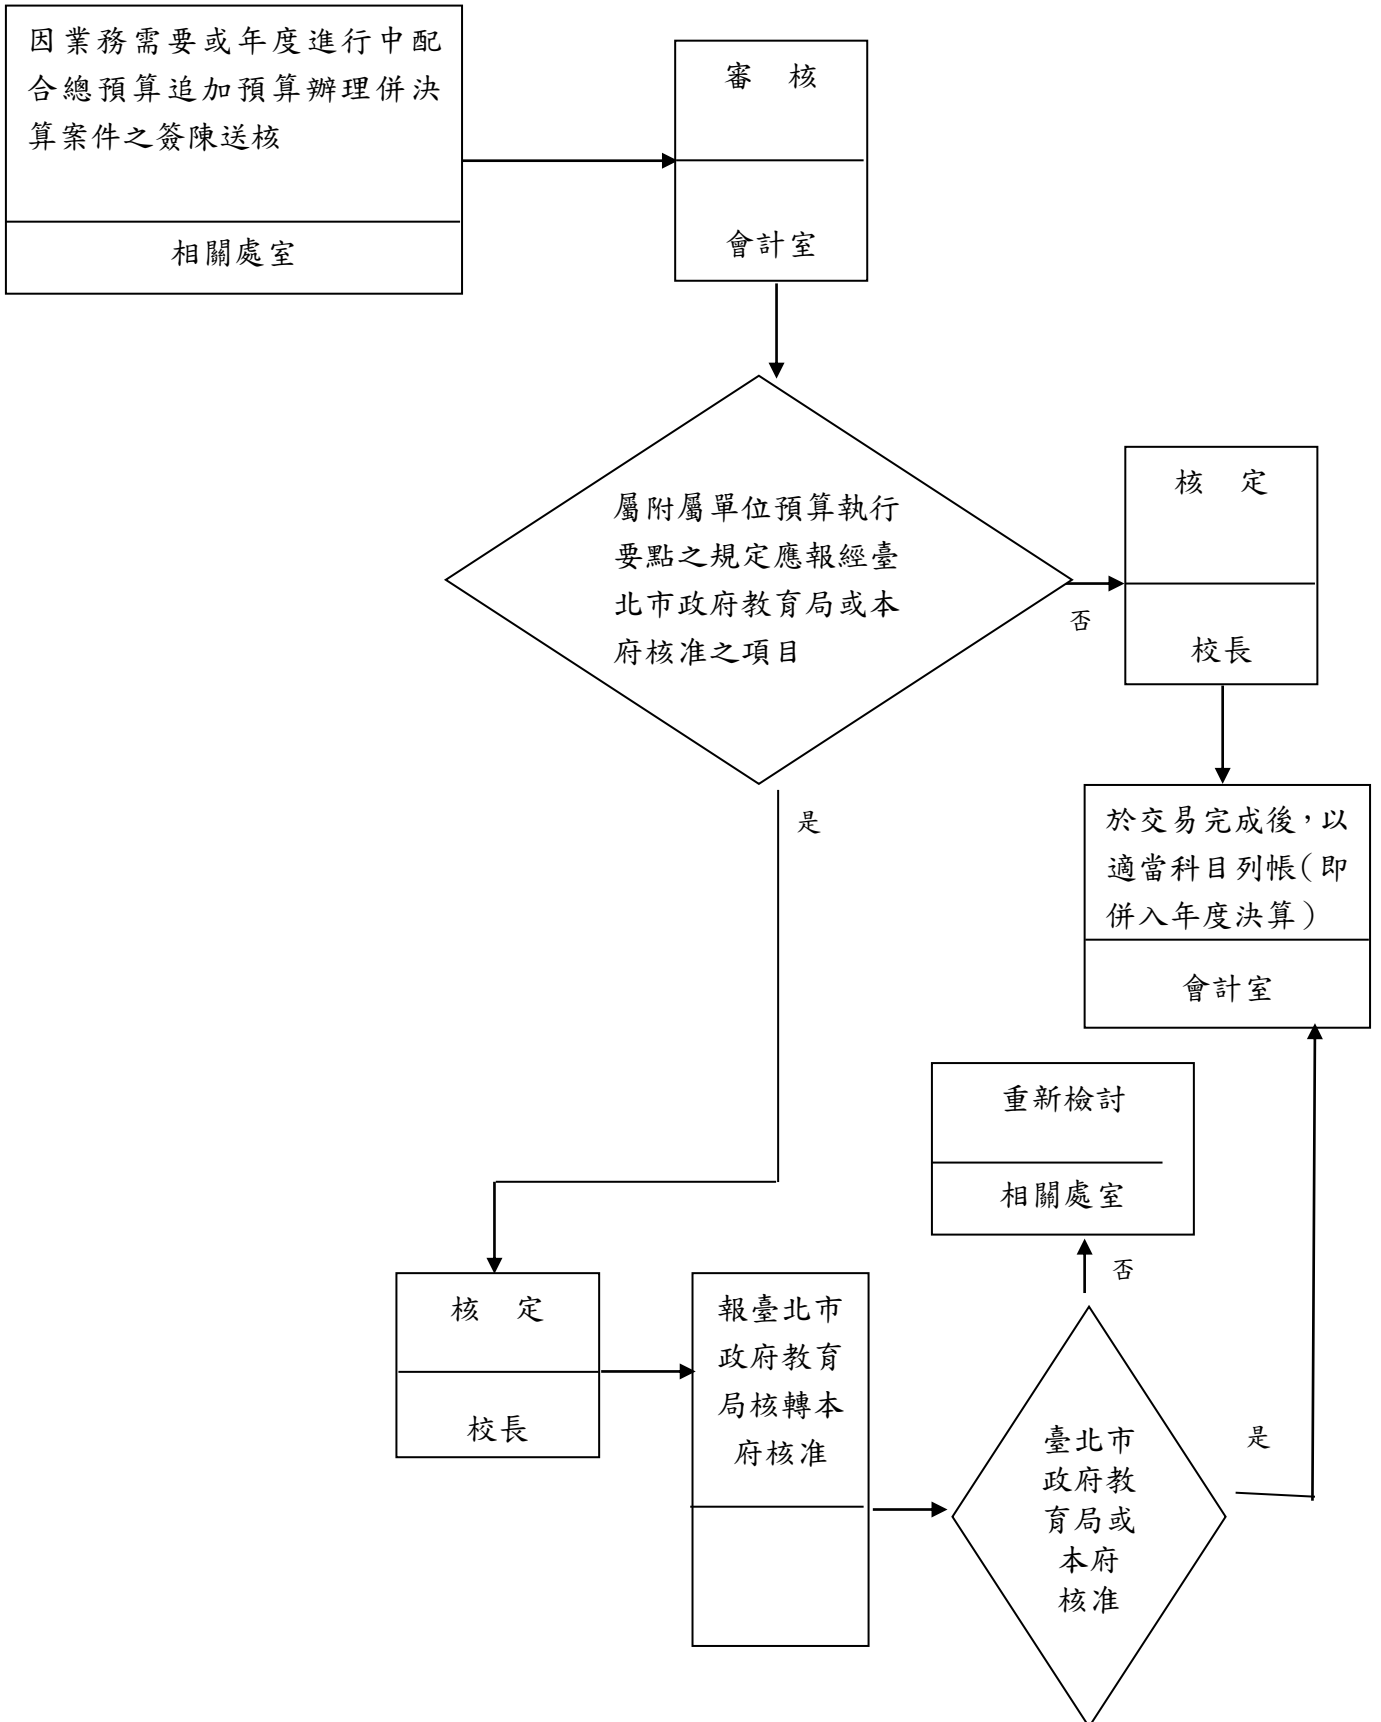 因業務需要或年度進行中配
合總預算追加預算辦理併決
算案件之簽陳送核
相關處室
審　核
會計室
屬附屬單位預算執行
要點之規定應報經臺
北市政府教育局或本
府核准之項目
否
核　定
校長
是
於交易完成後，以
適當科目列帳（即
併入年度決算）
會計室
重新檢討
相關處室
否
核　定
校長
報臺北市
政府教育
局核轉本
府核准
臺北市
政府教
育局或
本府
核准
是